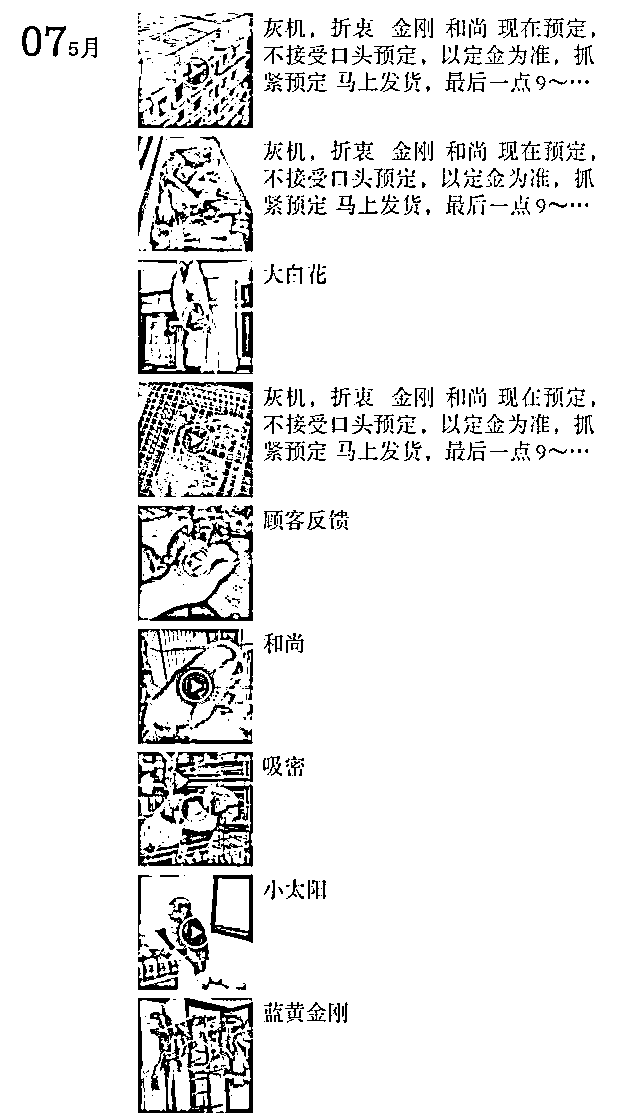 07 5月
灰机，折衷 金刚 和尚 现在预定，
不接受口头预定，以定金为准，抓
紧预定 马上发货，最后一点9～…
灰机，折衷 金刚 和尚 现在预定，
不接受口头预定，以定金为准，抓
紧预定 马上发货，最后一点9～…
大白花
灰机，折衷 金刚 和尚 现在预定，
不接受口头预定，以定金为准，抓
紧预定 马上发货，最后一点9～…
顾客反馈
和尚
吸密
小太阳
蓝黄金刚